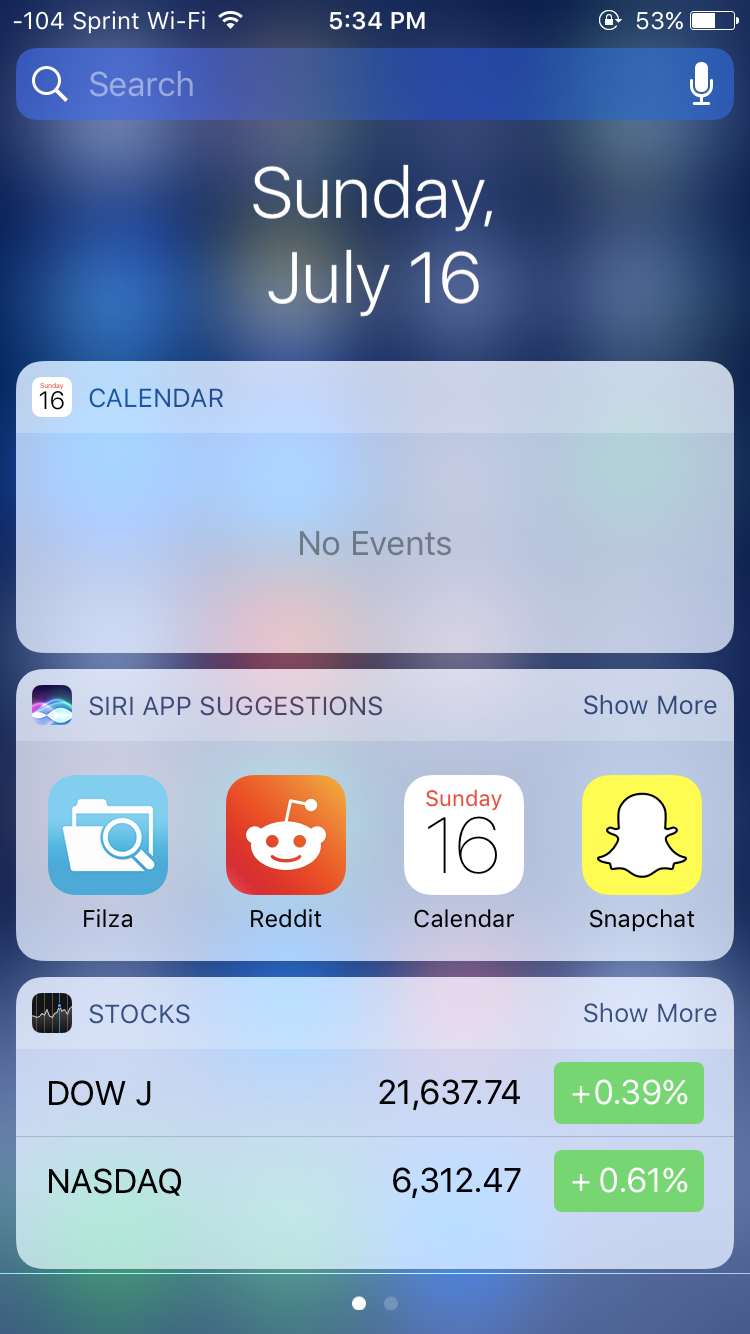 -104 Sprint Wi-Fi 5:34 PM 53%
Search
Sunday,
July 16
Sunday
16
CALENDAR
No Events
SIRI APP SUGGESTIONS Show More
Sunday
16
Filza Reddit Calendar Snapchat
STOCKS Show More
DOW J 21,637.74 +0.39%
NASDAQ 6,312.47 + 0.61%